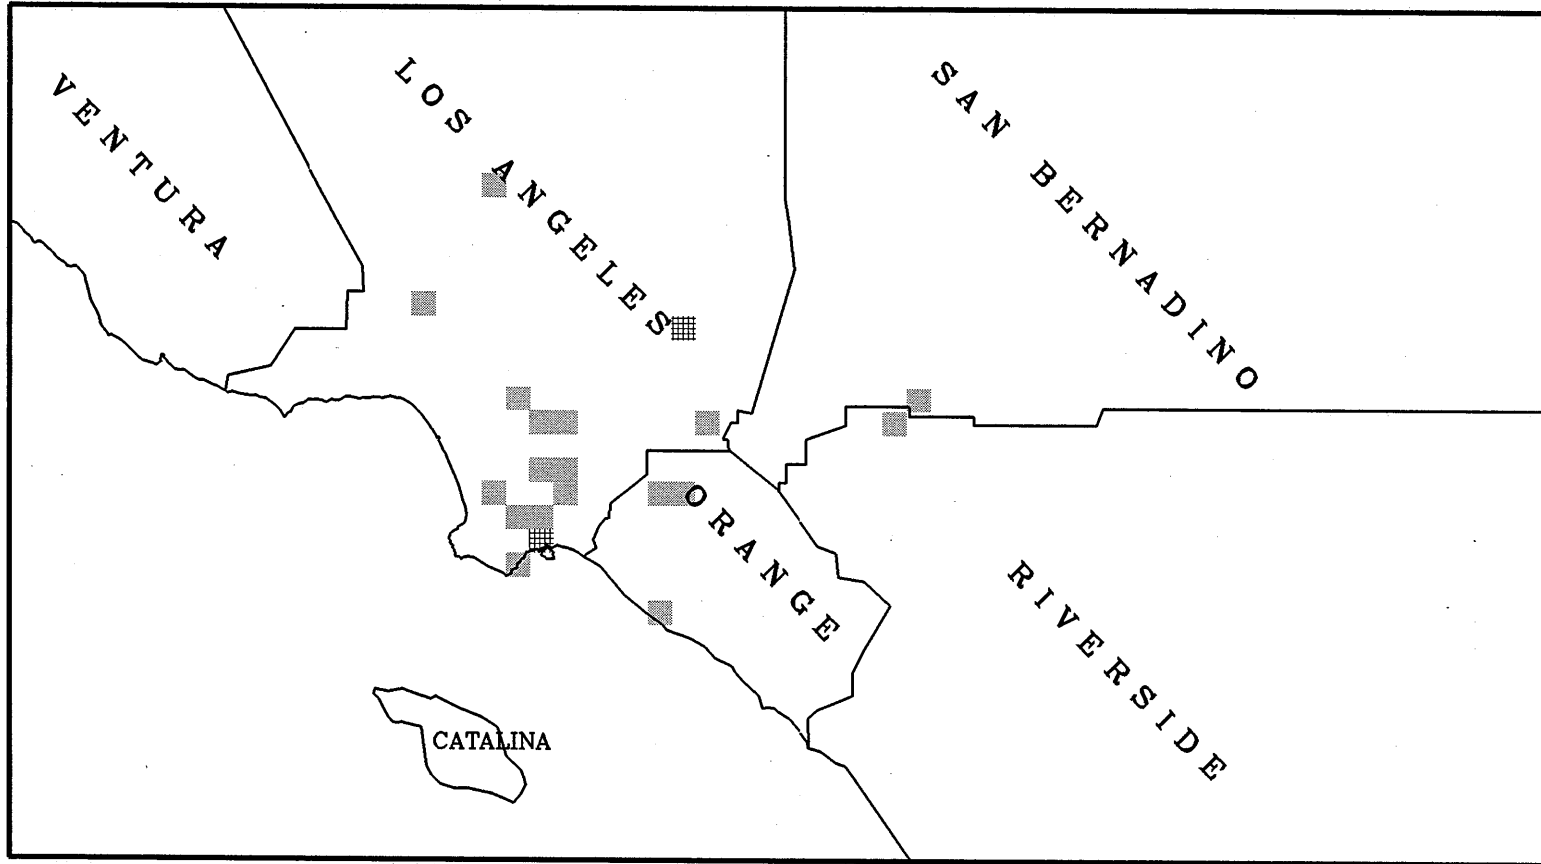 VENTURA
LOS ANGELES
SAN BERNADINO
ORANGE
RIVERSIDE
CATALINA